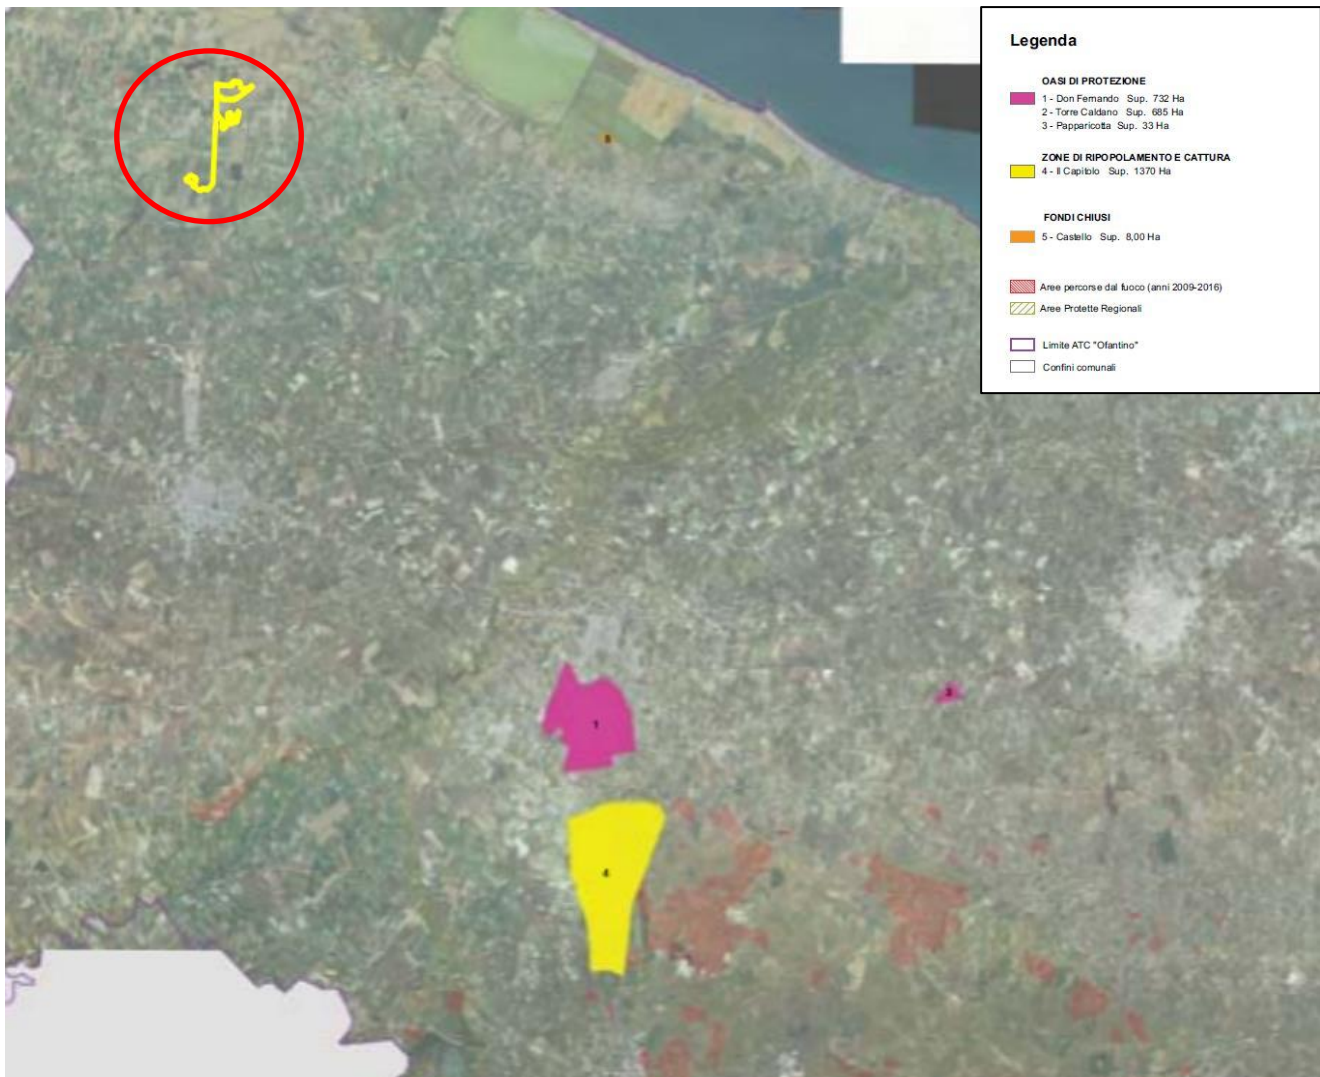 Legenda
OASI DI PROTEZIONE
1 - Don Fernando Sup. 732 Ha
2 - Torre Caldano Sup. 685 Ha
3 - Papparicotta Sup. 33 Ha
ZONE DI RIPOPOLAMENTO E CATTURA
4 - Il Capitolo Sup. 1370 Ha
FONDI CHIUSI
5 - Castello Sup. 8,00 Ha
Aree percorse dal fuoco (anni 2009-2016)
Aree Protette Regionali
Limite ATC "Ofantino"
Confini comunali
5
1
3
4